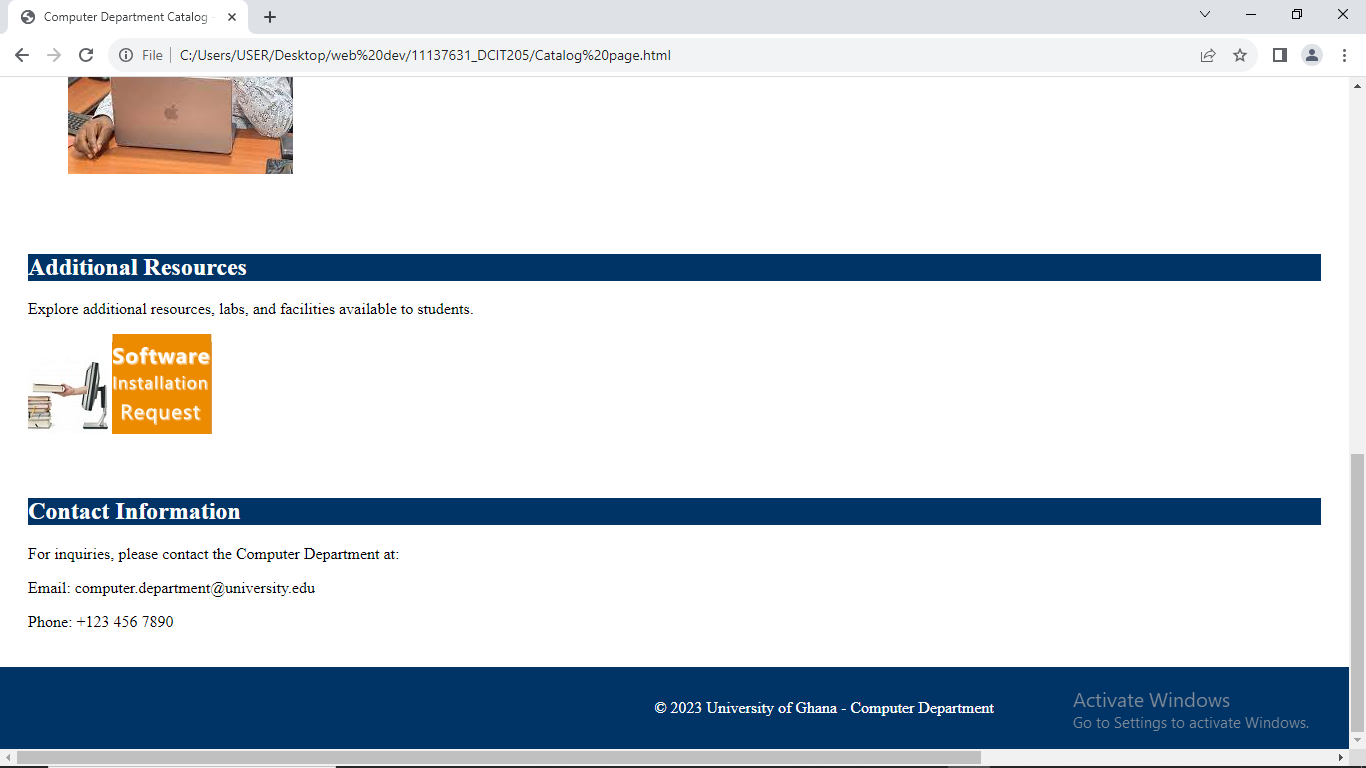 Computer Department Catalog -
File
C:/Users/USER/Desktop/web%20dev/11137631_DCIT205/Catalog%20page.html
Additional Resources
Explore additional resources, labs, and facilities available to students.
Software
Installation
Request
Contact Information
For inquiries, please contact the Computer Department at:
Email: computer.department@university.edu
Phone: +123 456 7890
© 2023 University of Ghana - Computer Department
Activate Windows
Go to Settings to activate Windows.